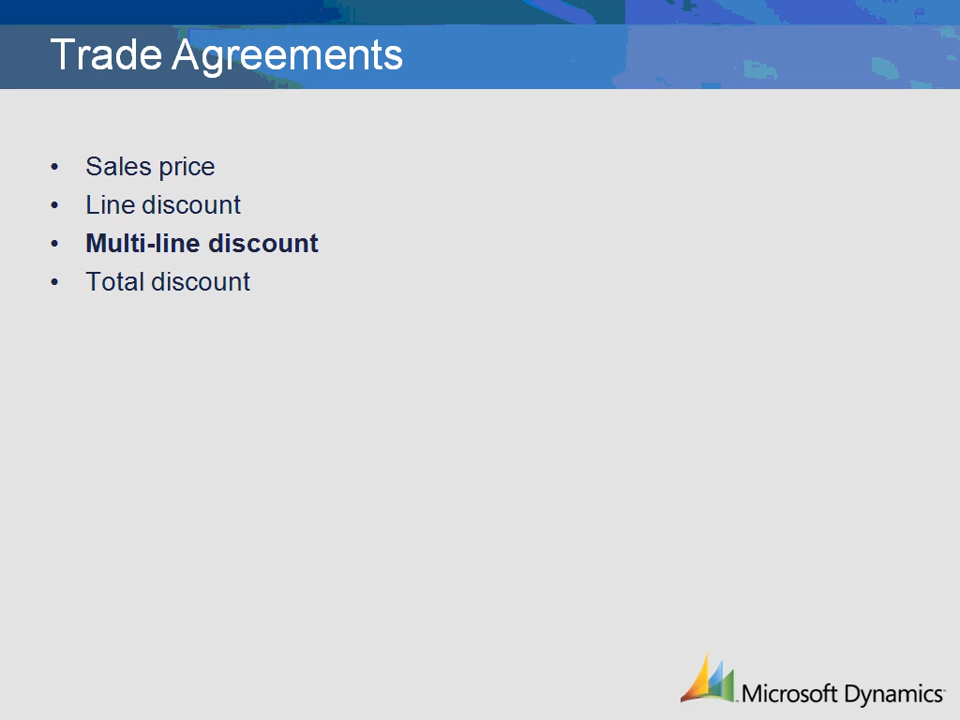 Trade Agreements
• Sales price
• Line discount
• Multi-line discount
• Total discount
Microsoft Dynamics